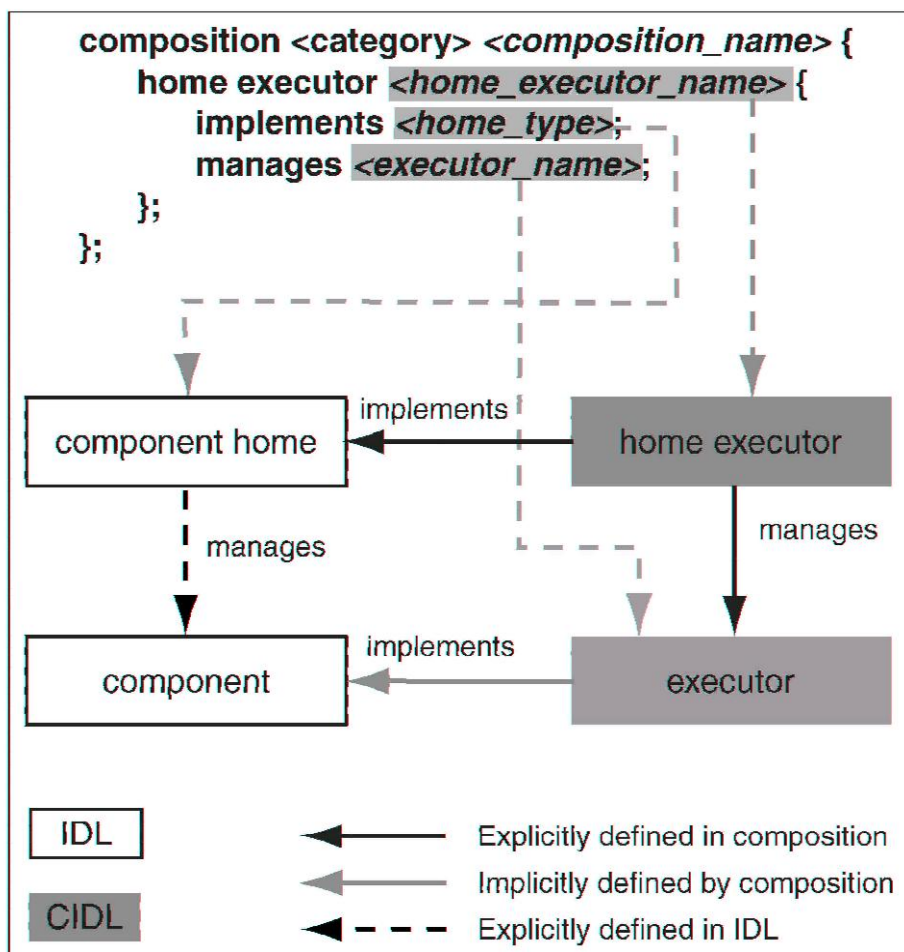 composition <category> <composition_name> {
home executor <home_executor_name> {
implements <home_type>;
manages <executor_name>;
};
};
implements
component home
home executor
manages
manages
implements
component
executor
IDL
Explicitly defined in composition
Implicitly defined by composition
CIDL
Explicitly defined in IDL